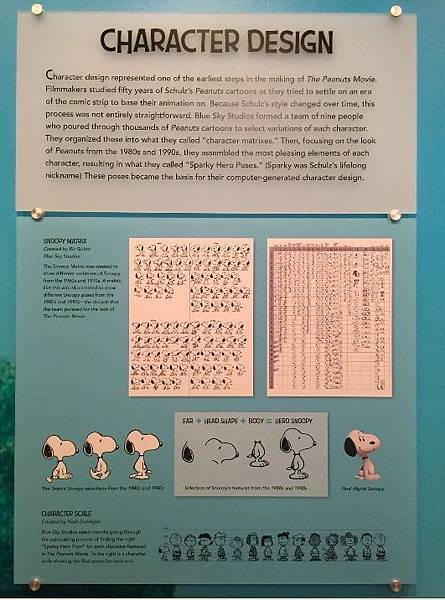 CHARACTER DESIGN
Character design represented one of the earliest steps in the making of The Peanuts Movie.
Filmmakers studied fifty years of Schulz's Peanuts cartoons as they tried to settle on an era
of the comic strip to base their animation on. Because Schulz's style changed over time, this
process was not entirely straightforward. Blue Sky Studios formed a team of nine people
who poured through thousands of Peanuts cartoons to select variations of each character.
They organized these into what they called "character matrixes." Then, focusing on the look
of Peanuts from the 1980s and 1990s, they assembled the most pleasing elements of each
character, resulting in what they called "Sparky Hero Poses." (Sparky was Schulz's lifelong
nickname) These poses became the basis for their computer-generated character design.
SNOOPY MATRIX
Created by
Blue Sky Studios
The Snoopy Matrix was created to
show different variations of Snoopy
from the 1960s and 1970s. A matrix
like this was also created to show
different Snoopy poses from the
1980s and 1990s—the decades that
the team pursued for the look of
The Peanuts Movie.
EAR + HEAD SHAPE + BODY = HERO SNOOPY
The team's Snoopy selections from the 1980s and 1990s
Selection of Snoopy's features from the 1980s and 1990s
Final digital Snoopy
CHARACTER SCALE
Created by Nash Dunnigan
Blue Sky Studios spent months going through
the painstaking process of finding the right
"Sparky Hero Pose" for each character featured
in The Peanuts Movie. To the right is a character
scale showing the final poses for each one.